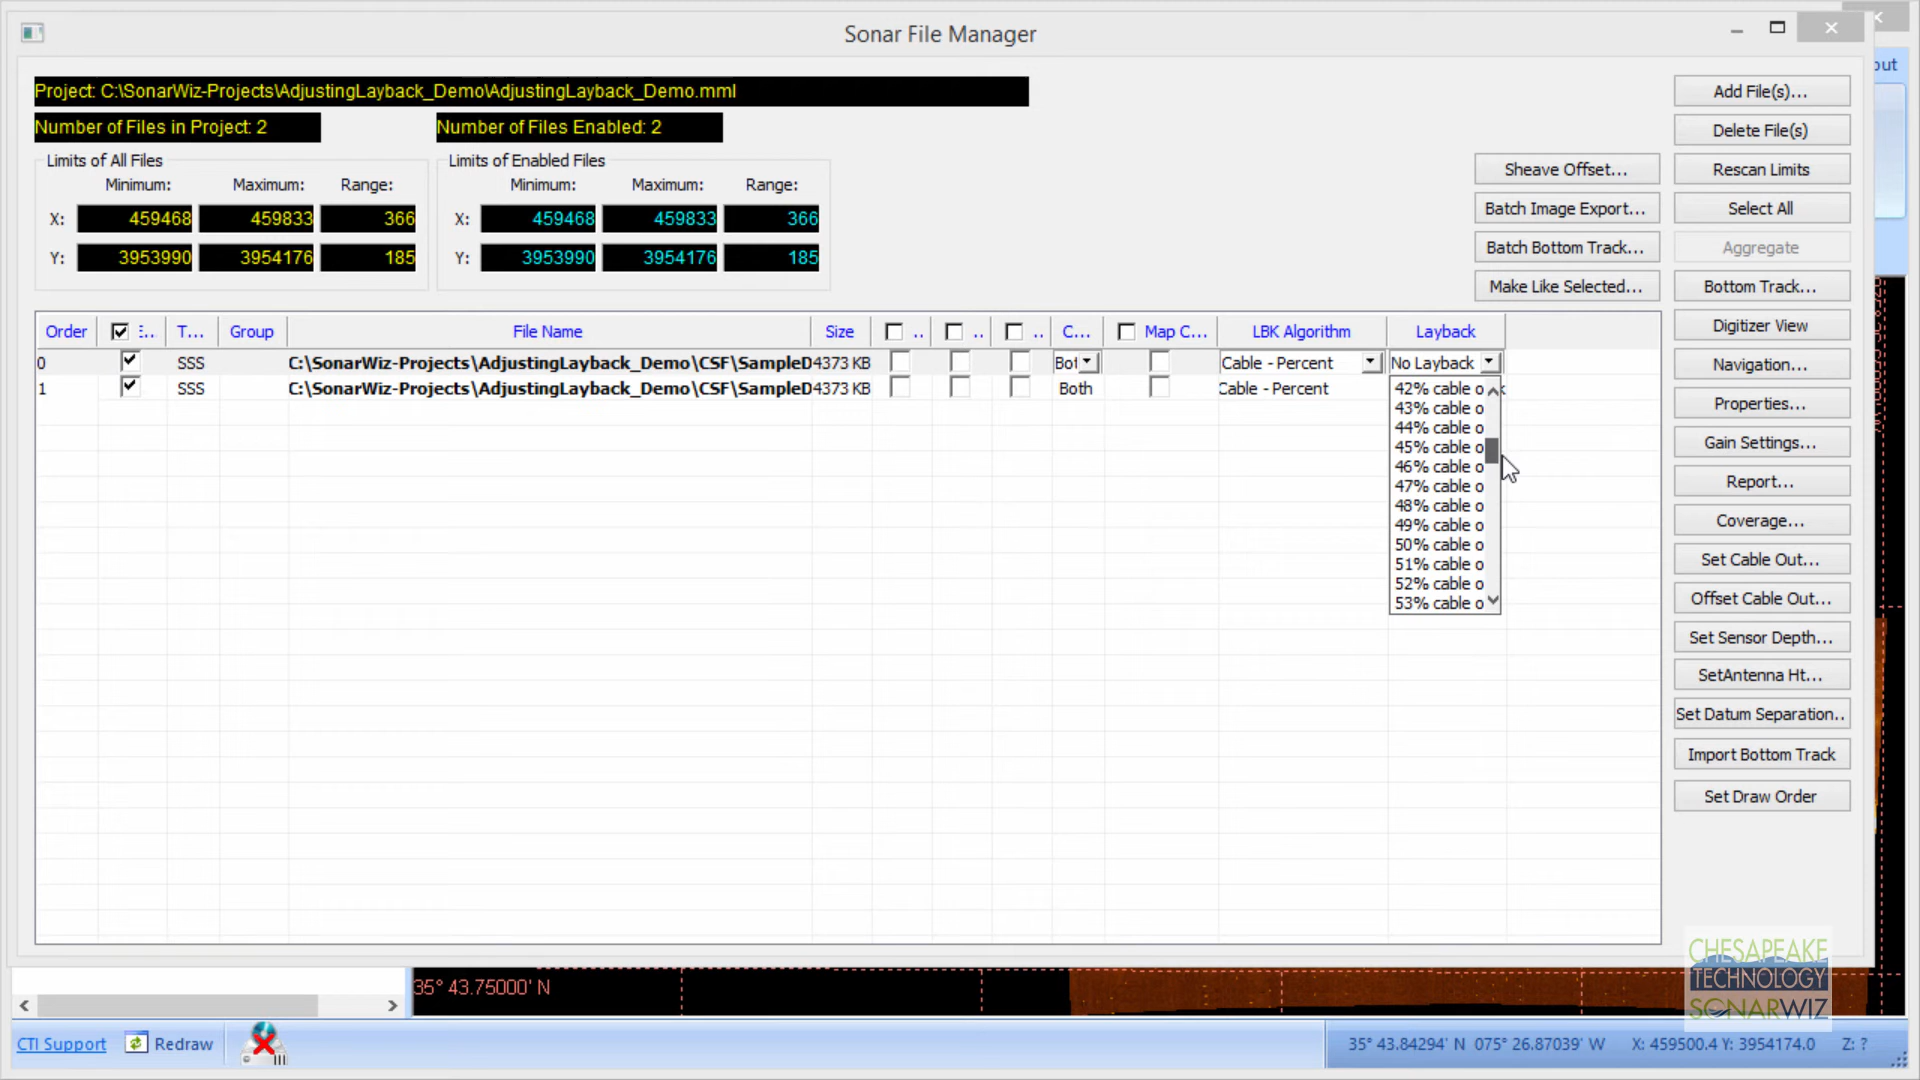 Sonar File Manager
out
Project: C:\SonarWiz-Projects\AdjustingLayback_Demo\AdjustingLayback_Demo.mml
Number of Files in Project: 2
Number of Files Enabled: 2
Limits of All Files
Minimum: Maximum: Range:
X: 459468 459833 366
Y: 3953990 3954176 185
Limits of Enabled Files
Minimum: Maximum: Range:
X: 459468 459833 366
Y: 3953990 3954176 185
Sheave Offset...
Batch Image Export...
Batch Bottom Track...
Make Like Selected...
Add File(s)...
Delete File(s)
Rescan Limits
Select All
Aggregate
Bottom Track...
Digitizer View
Navigation...
Properties...
Gain Settings...
Report...
Coverage...
Set Cable Out...
Offset Cable Out...
Set Sensor Depth...
SetAntenna Ht...
Set Datum Separation..
Import Bottom Track
Set Draw Order
Order T... Group File Name Size .. .. .. C... Map C... LBK Algorithm Layback
0 SSS C:\SonarWiz-Projects\AdjustingLayback_Demo\CSF\SampleD 4373 KB Bot Cable - Percent No Layback
1 SSS C:\SonarWiz-Projects\AdjustingLayback_Demo\CSF\SampleD 4373 KB Both Cable - Percent
42% cable o
43% cable o
44% cable o
45% cable o
46% cable o
47% cable o
48% cable o
49% cable o
50% cable o
51% cable o
52% cable o
53% cable o
35° 43.75000' N
CHESAPEAKE
TECHNOLOGY
SONARWIZ
CTI Support Redraw
35° 43.84294' N 075° 26.87039' W X: 459500.4 Y: 3954174.0 Z: ?